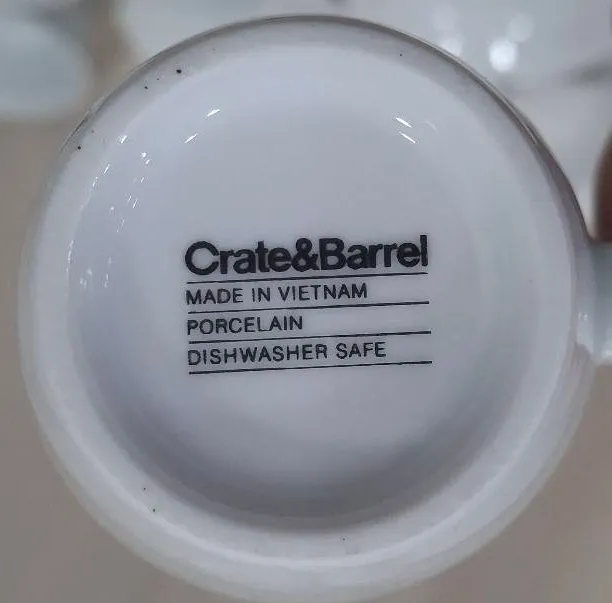 Crate&Barrel
MADE IN VIETNAM
PORCELAIN
DISHWASHER SAFE